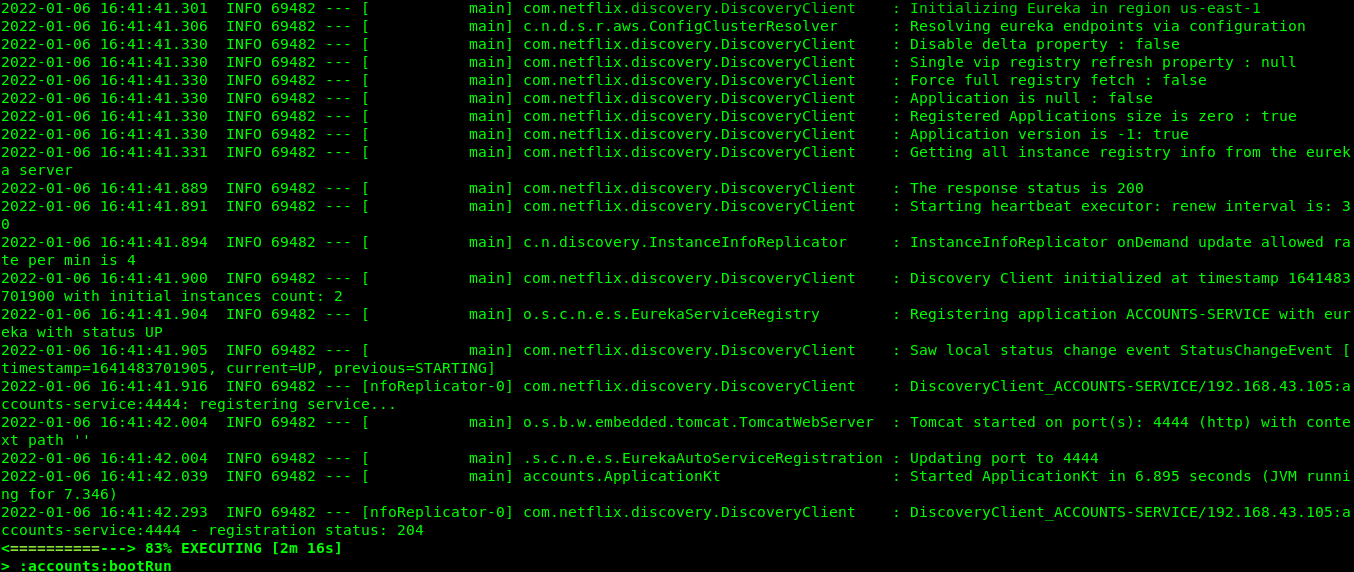 2022-01-06 16:41:41.301  INFO 69482 --- [           main] com.netflix.discovery.DiscoveryClient    : Initializing Eureka in region us-east-1
2022-01-06 16:41:41.306  INFO 69482 --- [           main] c.n.d.s.r.aws.ConfigClusterResolver      : Resolving eureka endpoints via configuration
2022-01-06 16:41:41.330  INFO 69482 --- [           main] com.netflix.discovery.DiscoveryClient    : Disable delta property : false
2022-01-06 16:41:41.330  INFO 69482 --- [           main] com.netflix.discovery.DiscoveryClient    : Single vip registry refresh property : null
2022-01-06 16:41:41.330  INFO 69482 --- [           main] com.netflix.discovery.DiscoveryClient    : Force full registry fetch : false
2022-01-06 16:41:41.330  INFO 69482 --- [           main] com.netflix.discovery.DiscoveryClient    : Application is null : false
2022-01-06 16:41:41.330  INFO 69482 --- [           main] com.netflix.discovery.DiscoveryClient    : Registered Applications size is zero : true
2022-01-06 16:41:41.330  INFO 69482 --- [           main] com.netflix.discovery.DiscoveryClient    : Application version is -1: true
2022-01-06 16:41:41.331  INFO 69482 --- [           main] com.netflix.discovery.DiscoveryClient    : Getting all instance registry info from the eurek
a server
2022-01-06 16:41:41.889  INFO 69482 --- [           main] com.netflix.discovery.DiscoveryClient    : The response status is 200
2022-01-06 16:41:41.891  INFO 69482 --- [           main] com.netflix.discovery.DiscoveryClient    : Starting heartbeat executor: renew interval is: 3
0
2022-01-06 16:41:41.894  INFO 69482 --- [           main] c.n.discovery.InstanceInfoReplicator     : InstanceInfoReplicator onDemand update allowed ra
te per min is 4
2022-01-06 16:41:41.900  INFO 69482 --- [           main] com.netflix.discovery.DiscoveryClient    : Discovery Client initialized at timestamp 1641483
701900 with initial instances count: 2
2022-01-06 16:41:41.904  INFO 69482 --- [           main] o.s.c.n.e.s.EurekaServiceRegistry        : Registering application ACCOUNTS-SERVICE with eur
eka with status UP
2022-01-06 16:41:41.905  INFO 69482 --- [           main] com.netflix.discovery.DiscoveryClient    : Saw local status change event StatusChangeEvent [
timestamp=1641483701905, current=UP, previous=STARTING]
2022-01-06 16:41:41.916  INFO 69482 --- [nfoReplicator-0] com.netflix.discovery.DiscoveryClient    : DiscoveryClient_ACCOUNTS-SERVICE/192.168.43.105:a
ccounts-service:4444: registering service...
2022-01-06 16:41:42.004  INFO 69482 --- [           main] o.s.b.w.embedded.tomcat.TomcatWebServer  : Tomcat started on port(s): 4444 (http) with conte
xt path ''
2022-01-06 16:41:42.004  INFO 69482 --- [           main] .s.c.n.e.s.EurekaAutoServiceRegistration : Updating port to 4444
2022-01-06 16:41:42.039  INFO 69482 --- [           main] accounts.ApplicationKt                   : Started ApplicationKt in 6.895 seconds (JVM runni
ng for 7.346)
2022-01-06 16:41:42.293  INFO 69482 --- [nfoReplicator-0] com.netflix.discovery.DiscoveryClient    : DiscoveryClient_ACCOUNTS-SERVICE/192.168.43.105:a
ccounts-service:4444 - registration status: 204
<==========---> 83% EXECUTING [2m 16s]
> :accounts:bootRun